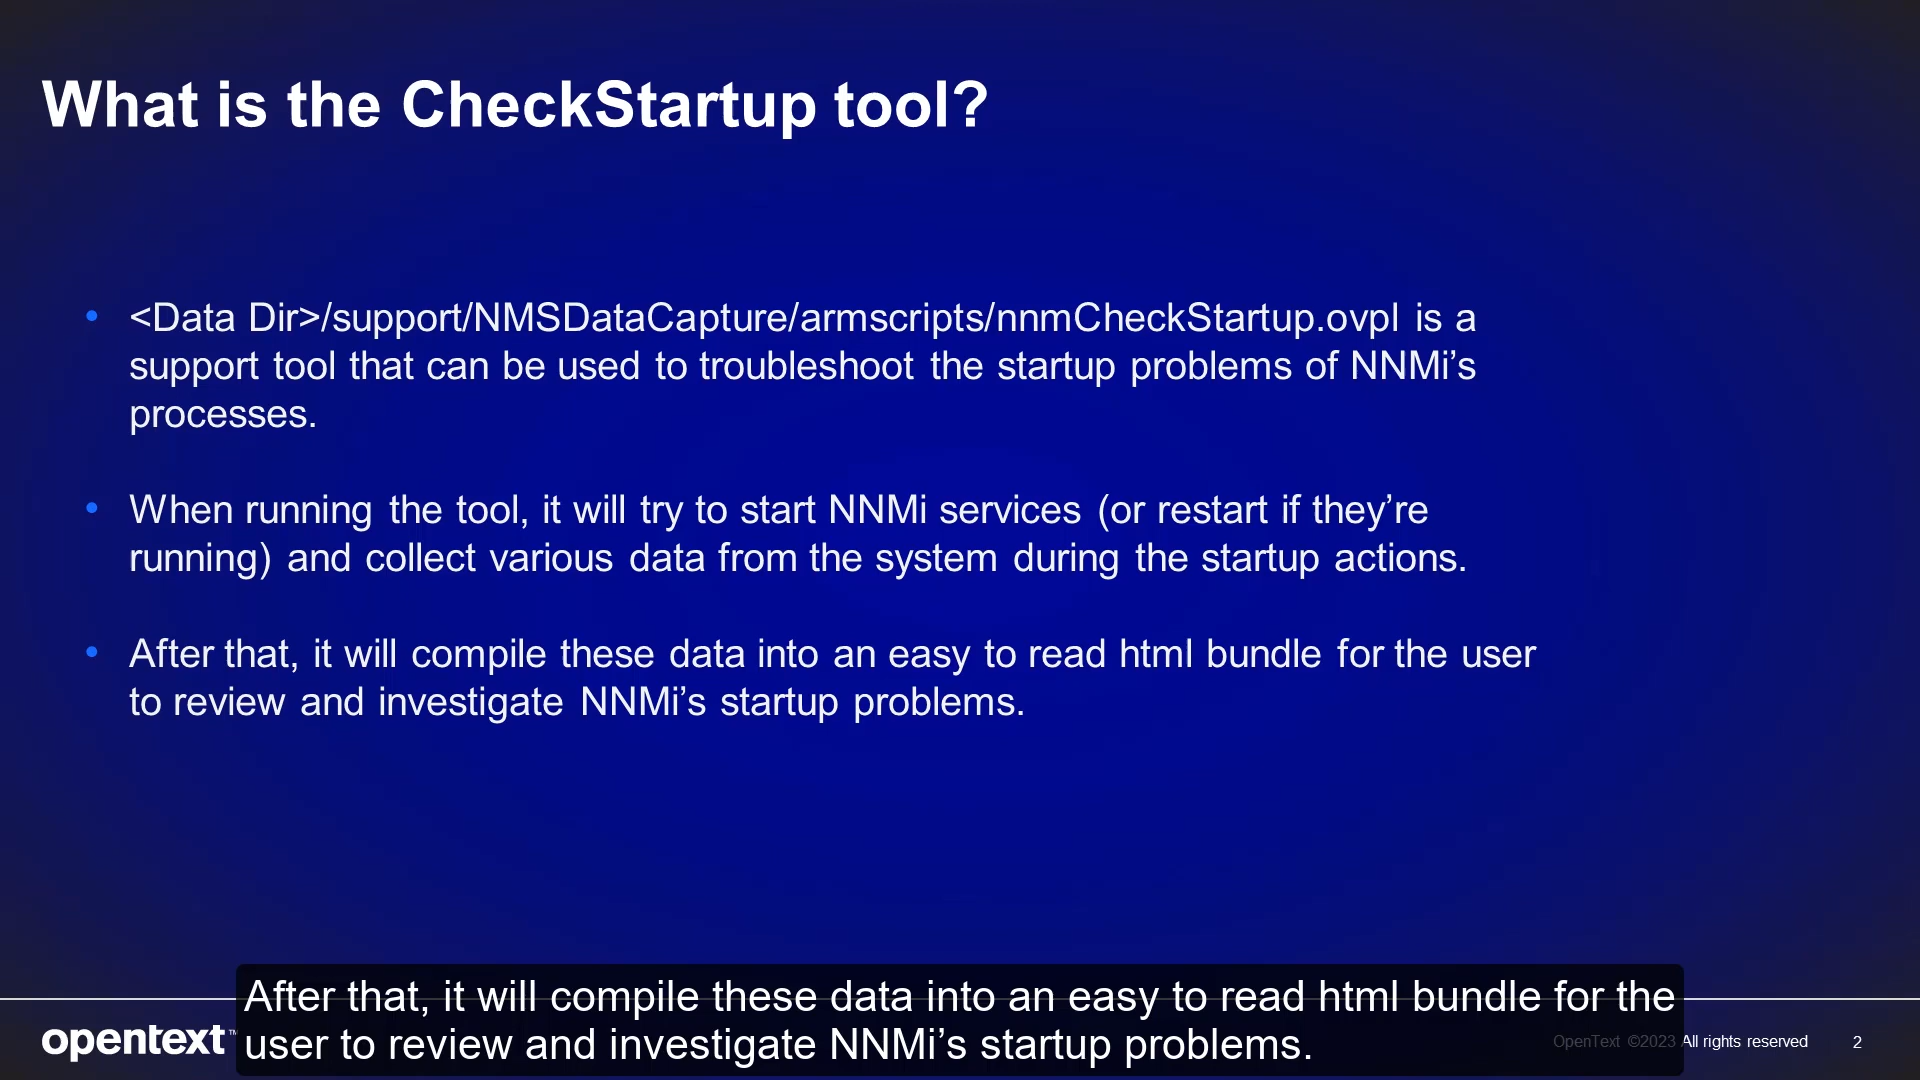 What is the CheckStartup tool?
• <Data Dir>/support/NMSDataCapture/armscripts/nnmCheckStartup.ovpl is a
support tool that can be used to troubleshoot the startup problems of NNMi’s
processes.
• When running the tool, it will try to start NNMi services (or restart if they’re
running) and collect various data from the system during the startup actions.
• After that, it will compile these data into an easy to read html bundle for the user
to review and investigate NNMi’s startup problems.
After that, it will compile these data into an easy to read html bundle for the
user to review and investigate NNMi’s startup problems.
opentext™
OpenText ©2023 All rights reserved
2